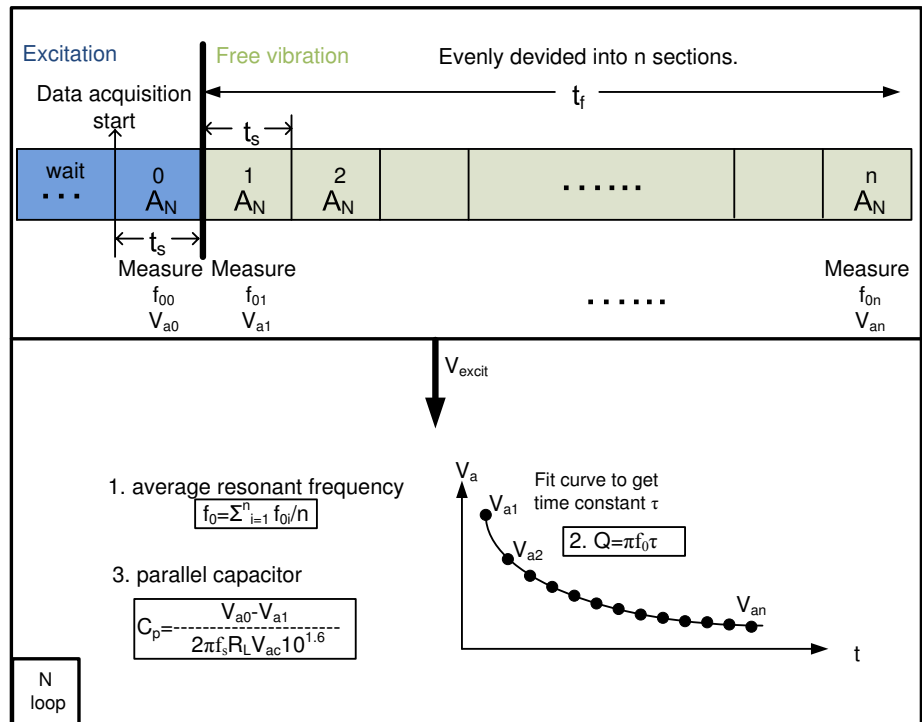 Excitation
Free vibration
Evenly devided into n sections.
Data acquisition
start
t_f
t_s
wait
...
0
A_N
1
A_N
2
A_N
......
n
A_N
t_s
Measure
f_00
V_a0
Measure
f_01
V_a1
......
Measure
f_0n
V_an
V_excit
1. average resonant frequency
f_0=Σ^n_i=1 f_0i/n
3. parallel capacitor
C_p= V_a0-V_a1
2πf_sR_LV_ac10^1.6
V_a
Fit curve to get
time constant τ
V_a1
2. Q=πf_0τ
V_a2
V_an
t
N
loop